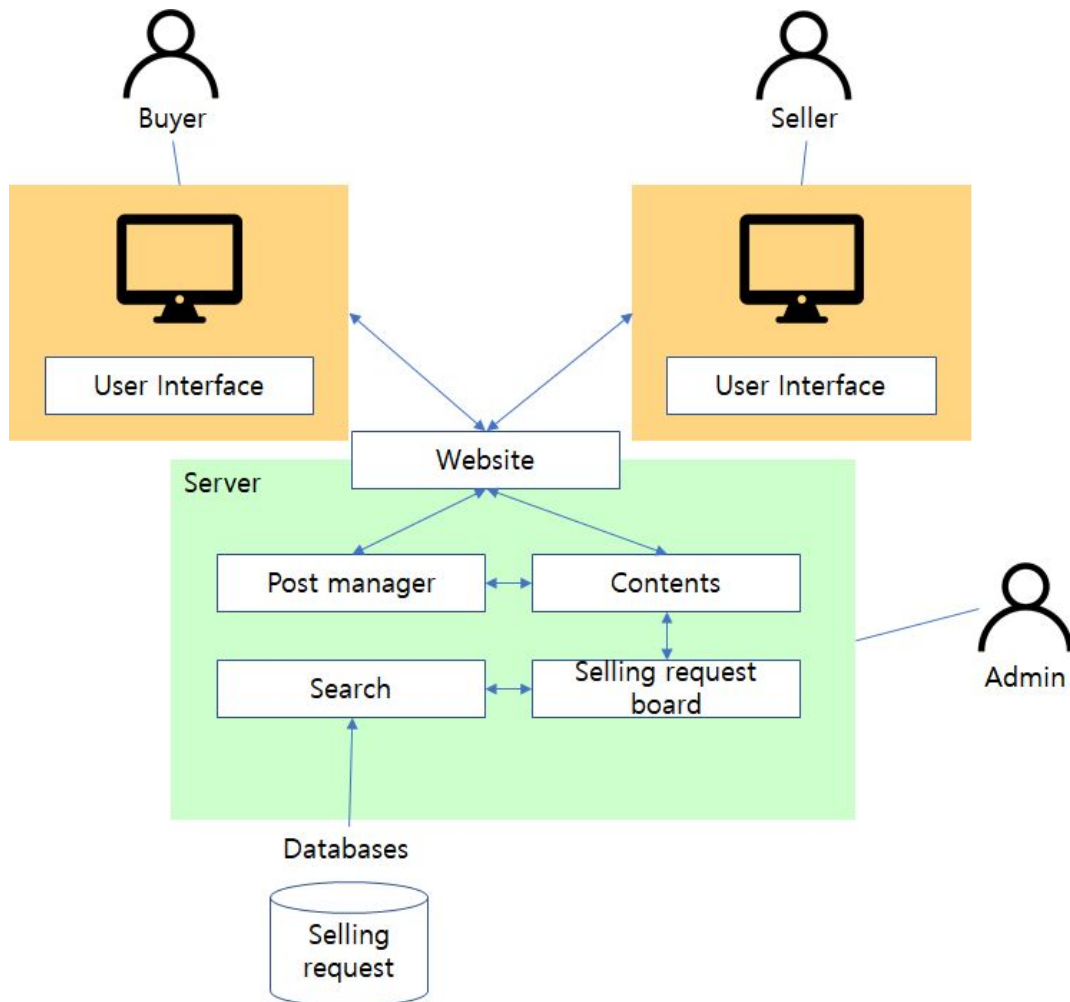 Buyer
Seller
User Interface
User Interface
Website
Server
Post manager
Contents
Search
Selling request
board
Admin
Databases
Selling
request